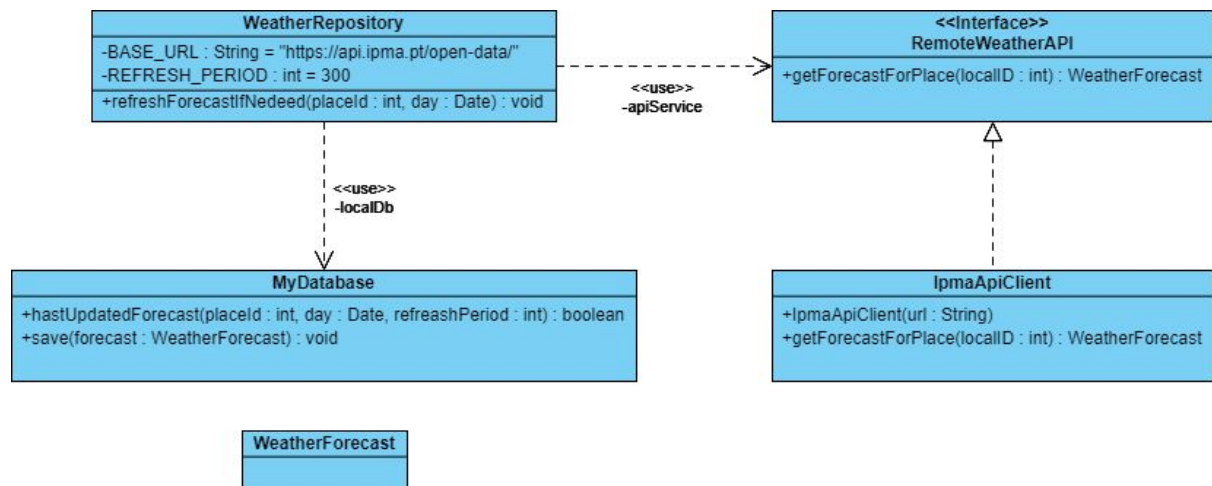 WeatherRepository
-BASE_URL : String = "https://api.ipma.pt/open-data/"
-REFRESH_PERIOD : int = 300
+refreshForecastIfNedeed(placeId : int, day : Date) : void
<<use>>
-apiService
<<Interface>>
RemoteWeatherAPI
+getForecastForPlace(localID : int) : WeatherForecast
<<use>>
-localDb
MyDatabase
+hastUpdatedForecast(placeId : int, day : Date, refreashPeriod : int) : boolean
+save(forecast : WeatherForecast) : void
IpmaApiClient
+IpmaApiClient(url : String)
+getForecastForPlace(localID : int) : WeatherForecast
WeatherForecast